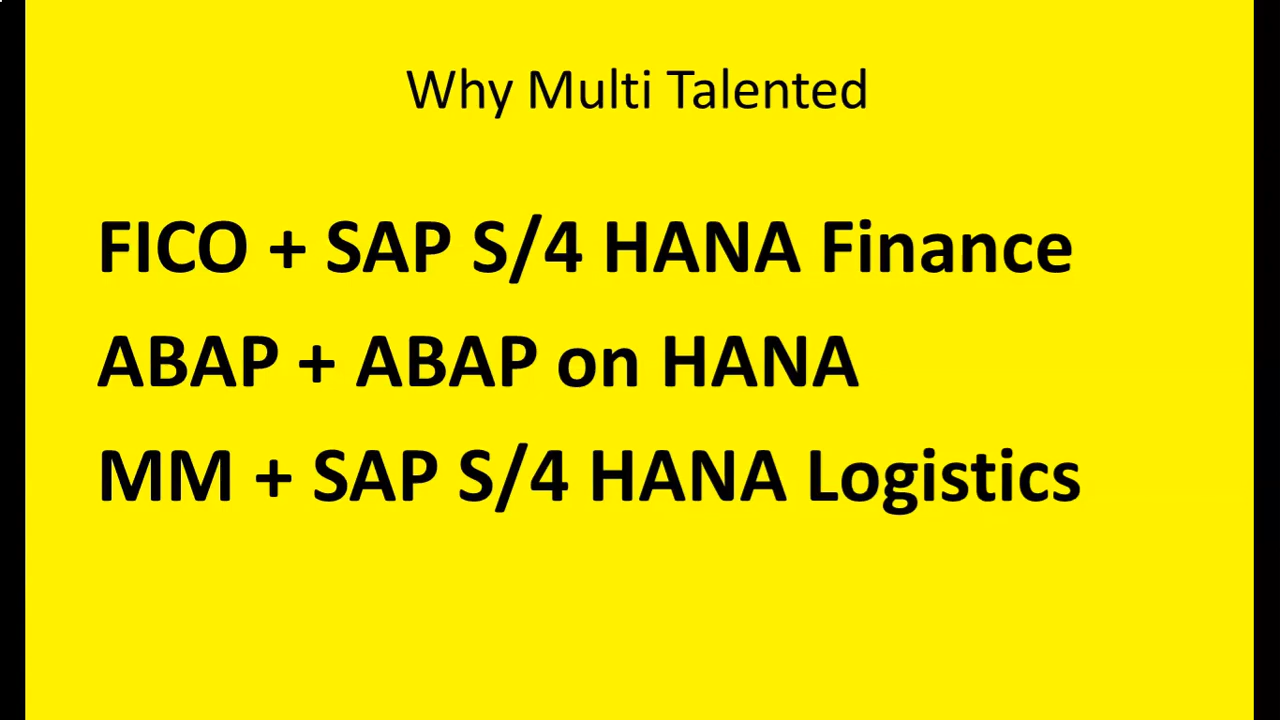 Why Multi Talented
FICO + SAP S/4 HANA Finance
ABAP + ABAP on HANA
MM + SAP S/4 HANA Logistics